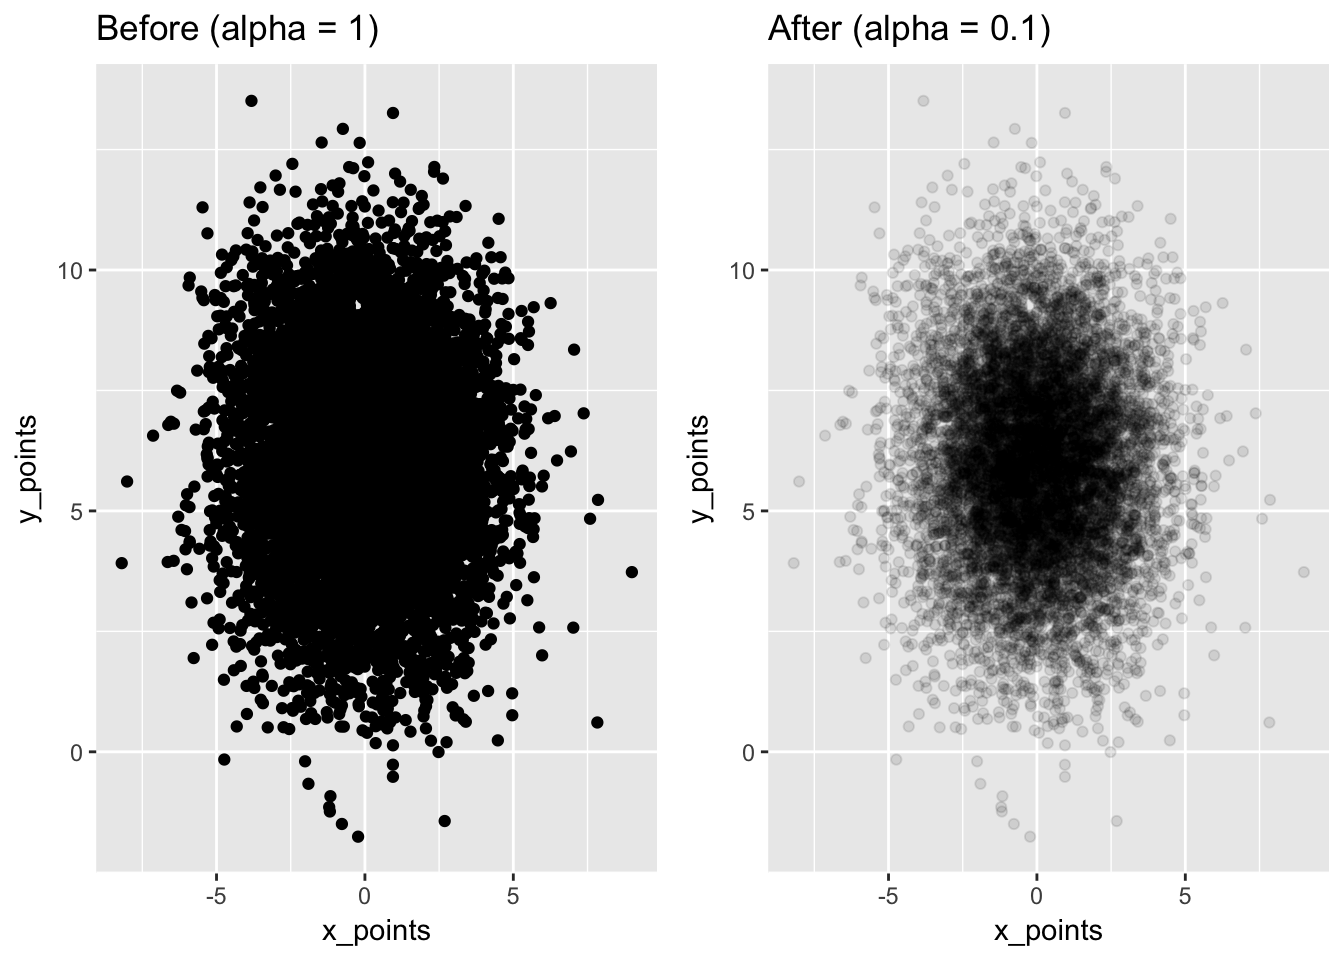 Before (alpha = 1)
y_points
10
5
0
-5
0
5
x_points
After (alpha = 0.1)
y_points
10
5
0
-5
0
5
x_points